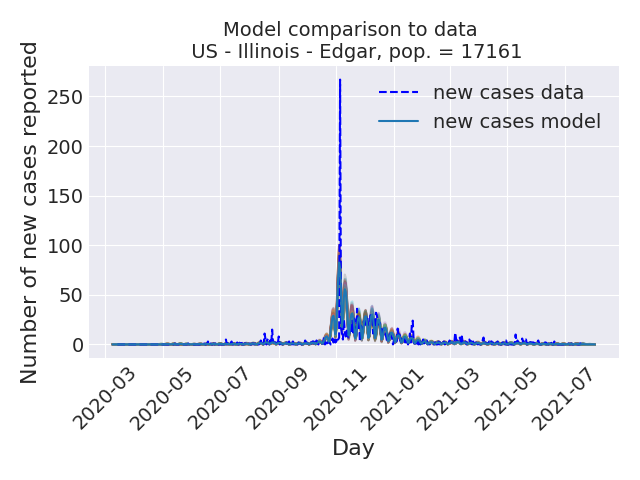 Model comparison to data
US - Illinois - Edgar, pop. = 17161
Number of new cases reported
250
200
150
100
50
0
new cases data
new cases model
2020-03
2020-05
2020-07
2020-09
2020-11
2021-01
2021-03
2021-05
2021-07
Day